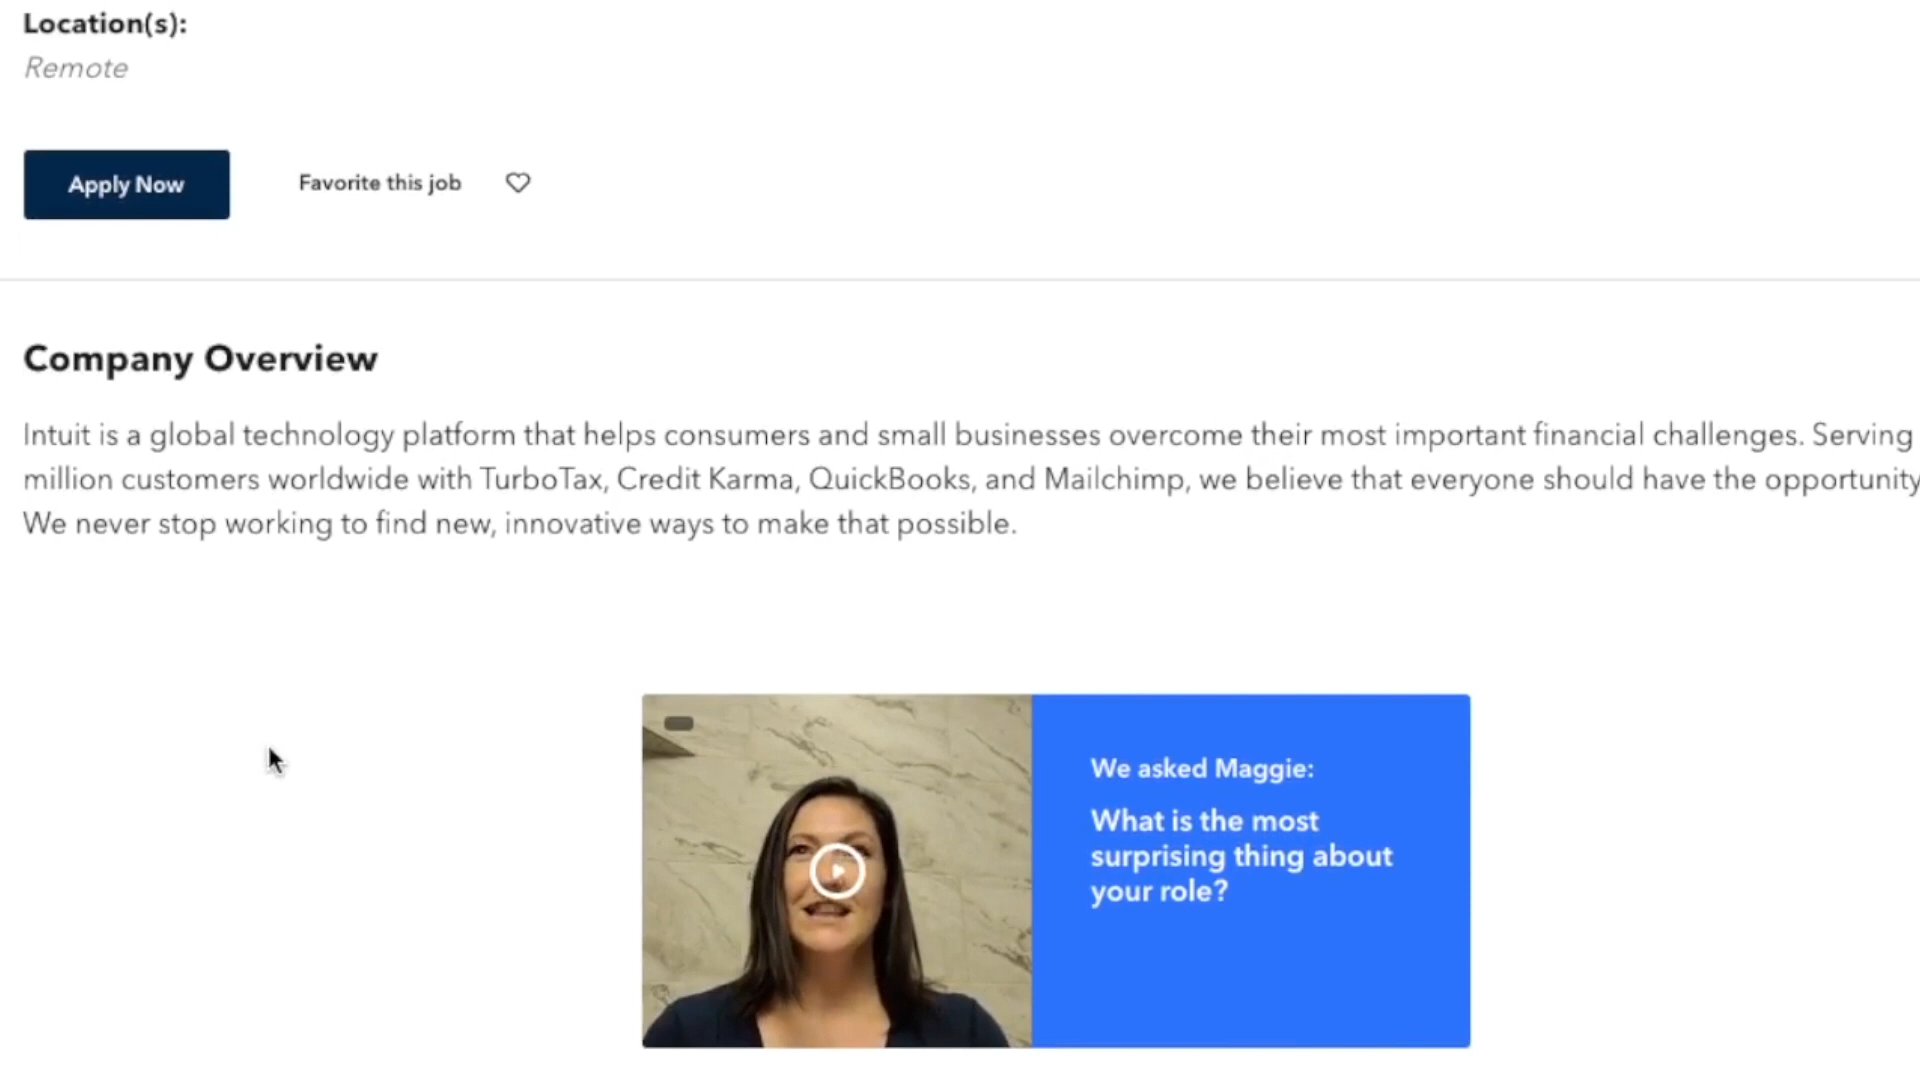 Location(s):
Remote
Apply Now
Favorite this job
Company Overview
Intuit is a global technology platform that helps consumers and small businesses overcome their most important financial challenges. Serving
million customers worldwide with TurboTax, Credit Karma, QuickBooks, and Mailchimp, we believe that everyone should have the opportunity
We never stop working to find new, innovative ways to make that possible.
We asked Maggie:
What is the most
surprising thing about
your role?